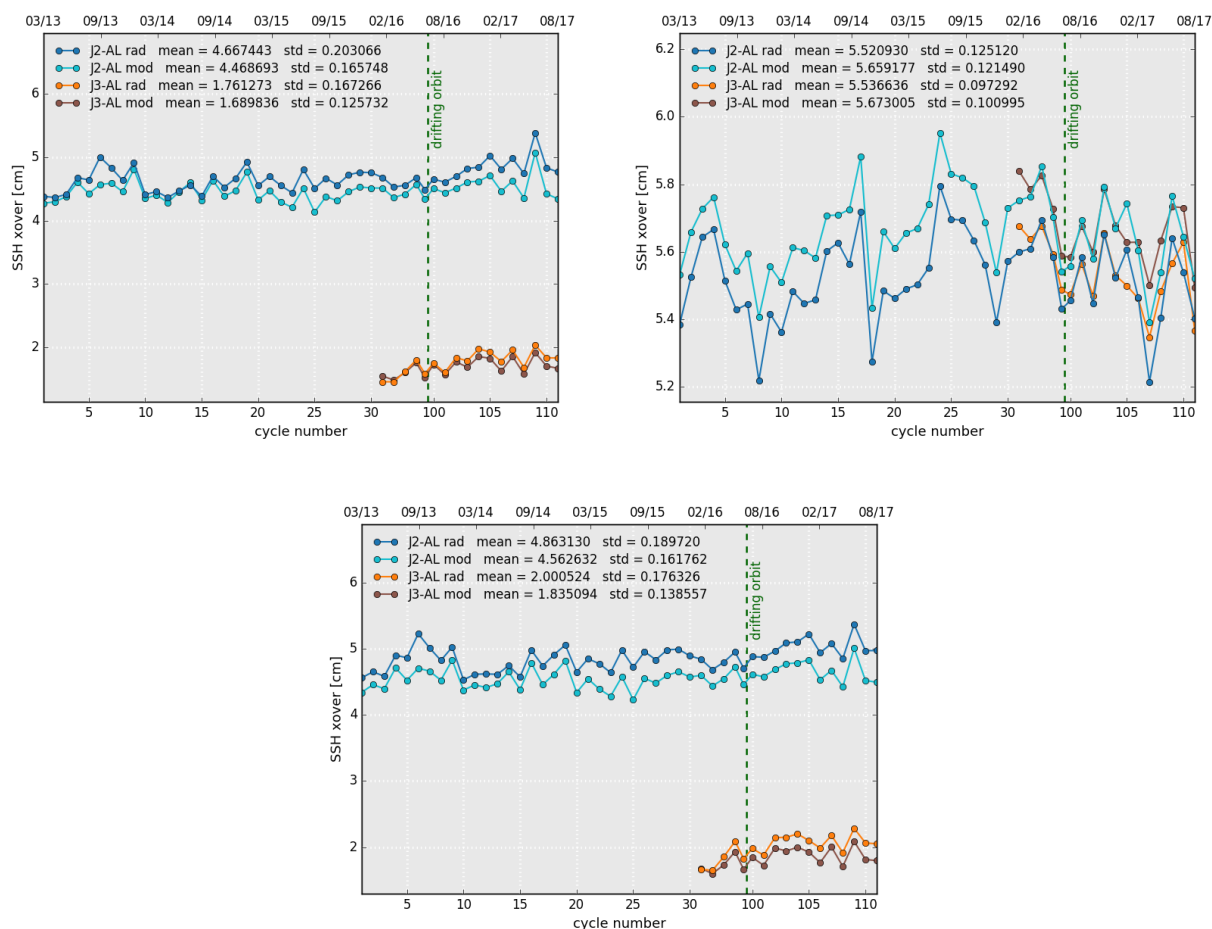 03/13 09/13 03/14 09/14 03/15 09/15 02/16 08/16 02/17 08/17
J2-AL rad mean = 4.667443 std = 0.203066
J2-AL mod mean = 4.468693 std = 0.165748
J3-AL rad mean = 1.761273 std = 0.167266
J3-AL mod mean = 1.689836 std = 0.125732
drifting orbit
SSH xover [cm]
6
5
4
3
2
5 10 15 20 25 30 100 105 110
cycle number
03/13 09/13 03/14 09/14 03/15 09/15 02/16 08/16 02/17 08/17
J2-AL rad mean = 5.520930 std = 0.125120
J2-AL mod mean = 5.659177 std = 0.121490
J3-AL rad mean = 5.536636 std = 0.097292
J3-AL mod mean = 5.673005 std = 0.100995
drifting orbit
SSH xover [cm]
6.2
6.0
5.8
5.6
5.4
5.2
5 10 15 20 25 30 100 105 110
cycle number
03/13 09/13 03/14 09/14 03/15 09/15 02/16 08/16 02/17 08/17
J2-AL rad mean = 4.863130 std = 0.189720
J2-AL mod mean = 4.562632 std = 0.161762
J3-AL rad mean = 2.000524 std = 0.176326
J3-AL mod mean = 1.835094 std = 0.138557
drifting orbit
SSH xover [cm]
6
5
4
3
2
5 10 15 20 25 30 100 105 110
cycle number